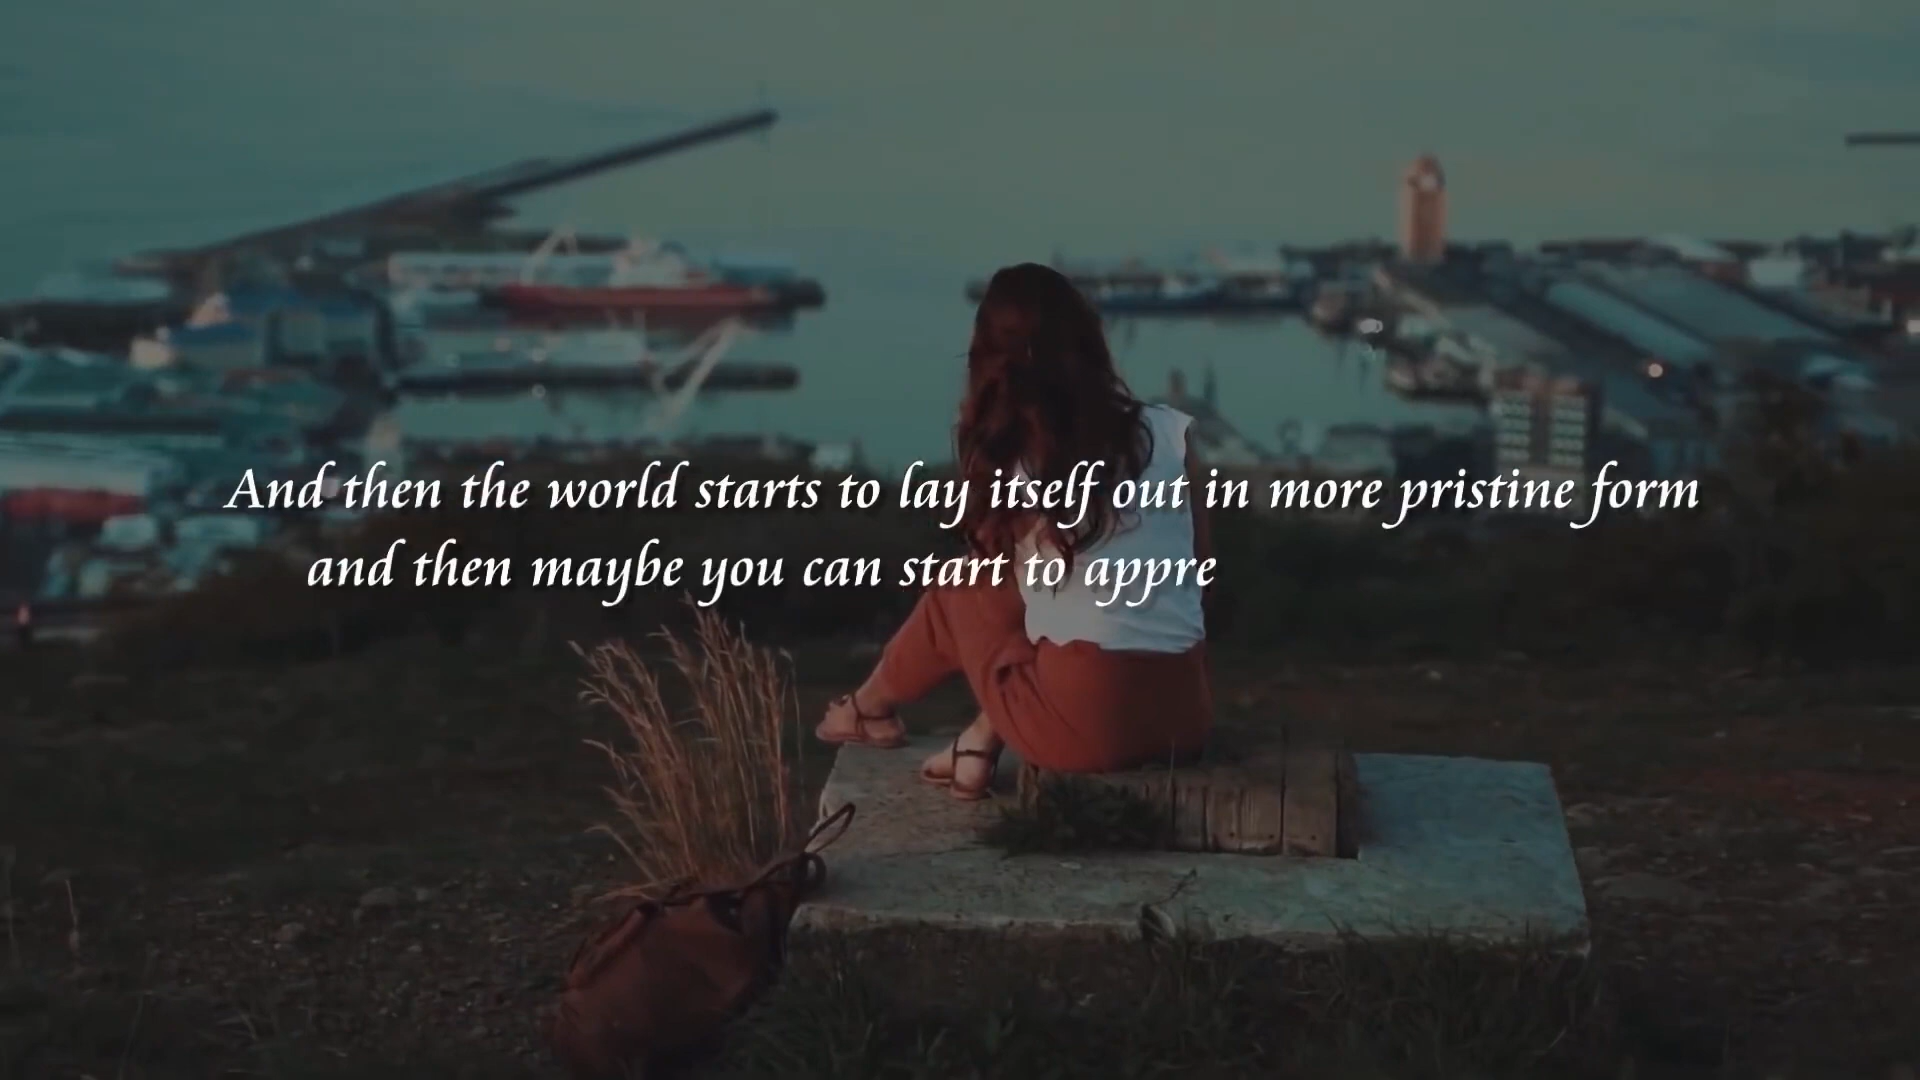 And then the world starts to lay itself out in more pristine form
and then maybe you can start to appre